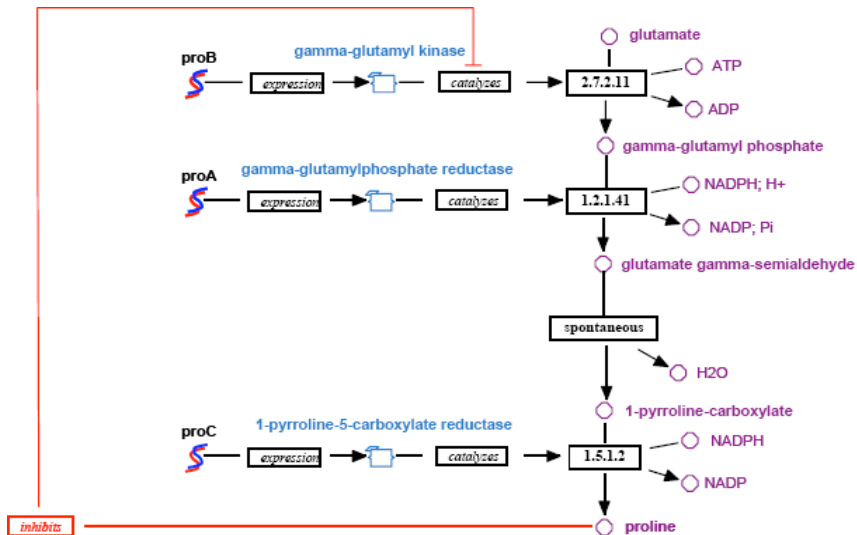 glutamate
gamma-glutamyl kinase
proB
ATP
expression
catalyzes
2.7.2.11
ADP
gamma-glutamyl phosphate
gamma-glutamylphosphate reductase
proA
NADPH; H+
expression
catalyzes
1.2.1.41
NADP; Pi
glutamate gamma-semialdehyde
spontaneous
H2O
1-pyrroline-carboxylate
1-pyrroline-5-carboxylate reductase
proC
NADPH
expression
catalyzes
1.5.1.2
NADP
inhibits
proline